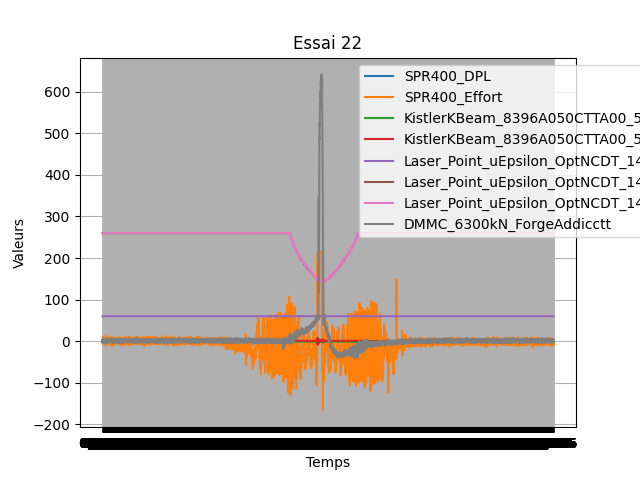 Essai 22
SPR400_DPL
SPR400_Effort
KistlerKBeam_8396A050CTTA00_5
KistlerKBeam_8396A050CTTA00_5
Laser_Point_uEpsilon_OptNCDT_14
Laser_Point_uEpsilon_OptNCDT_14
Laser_Point_uEpsilon_OptNCDT_14
DMMC_6300kN_ForgeAddicctt
600
500
400
300
200
100
0
−100
−200
Valeurs
Temps